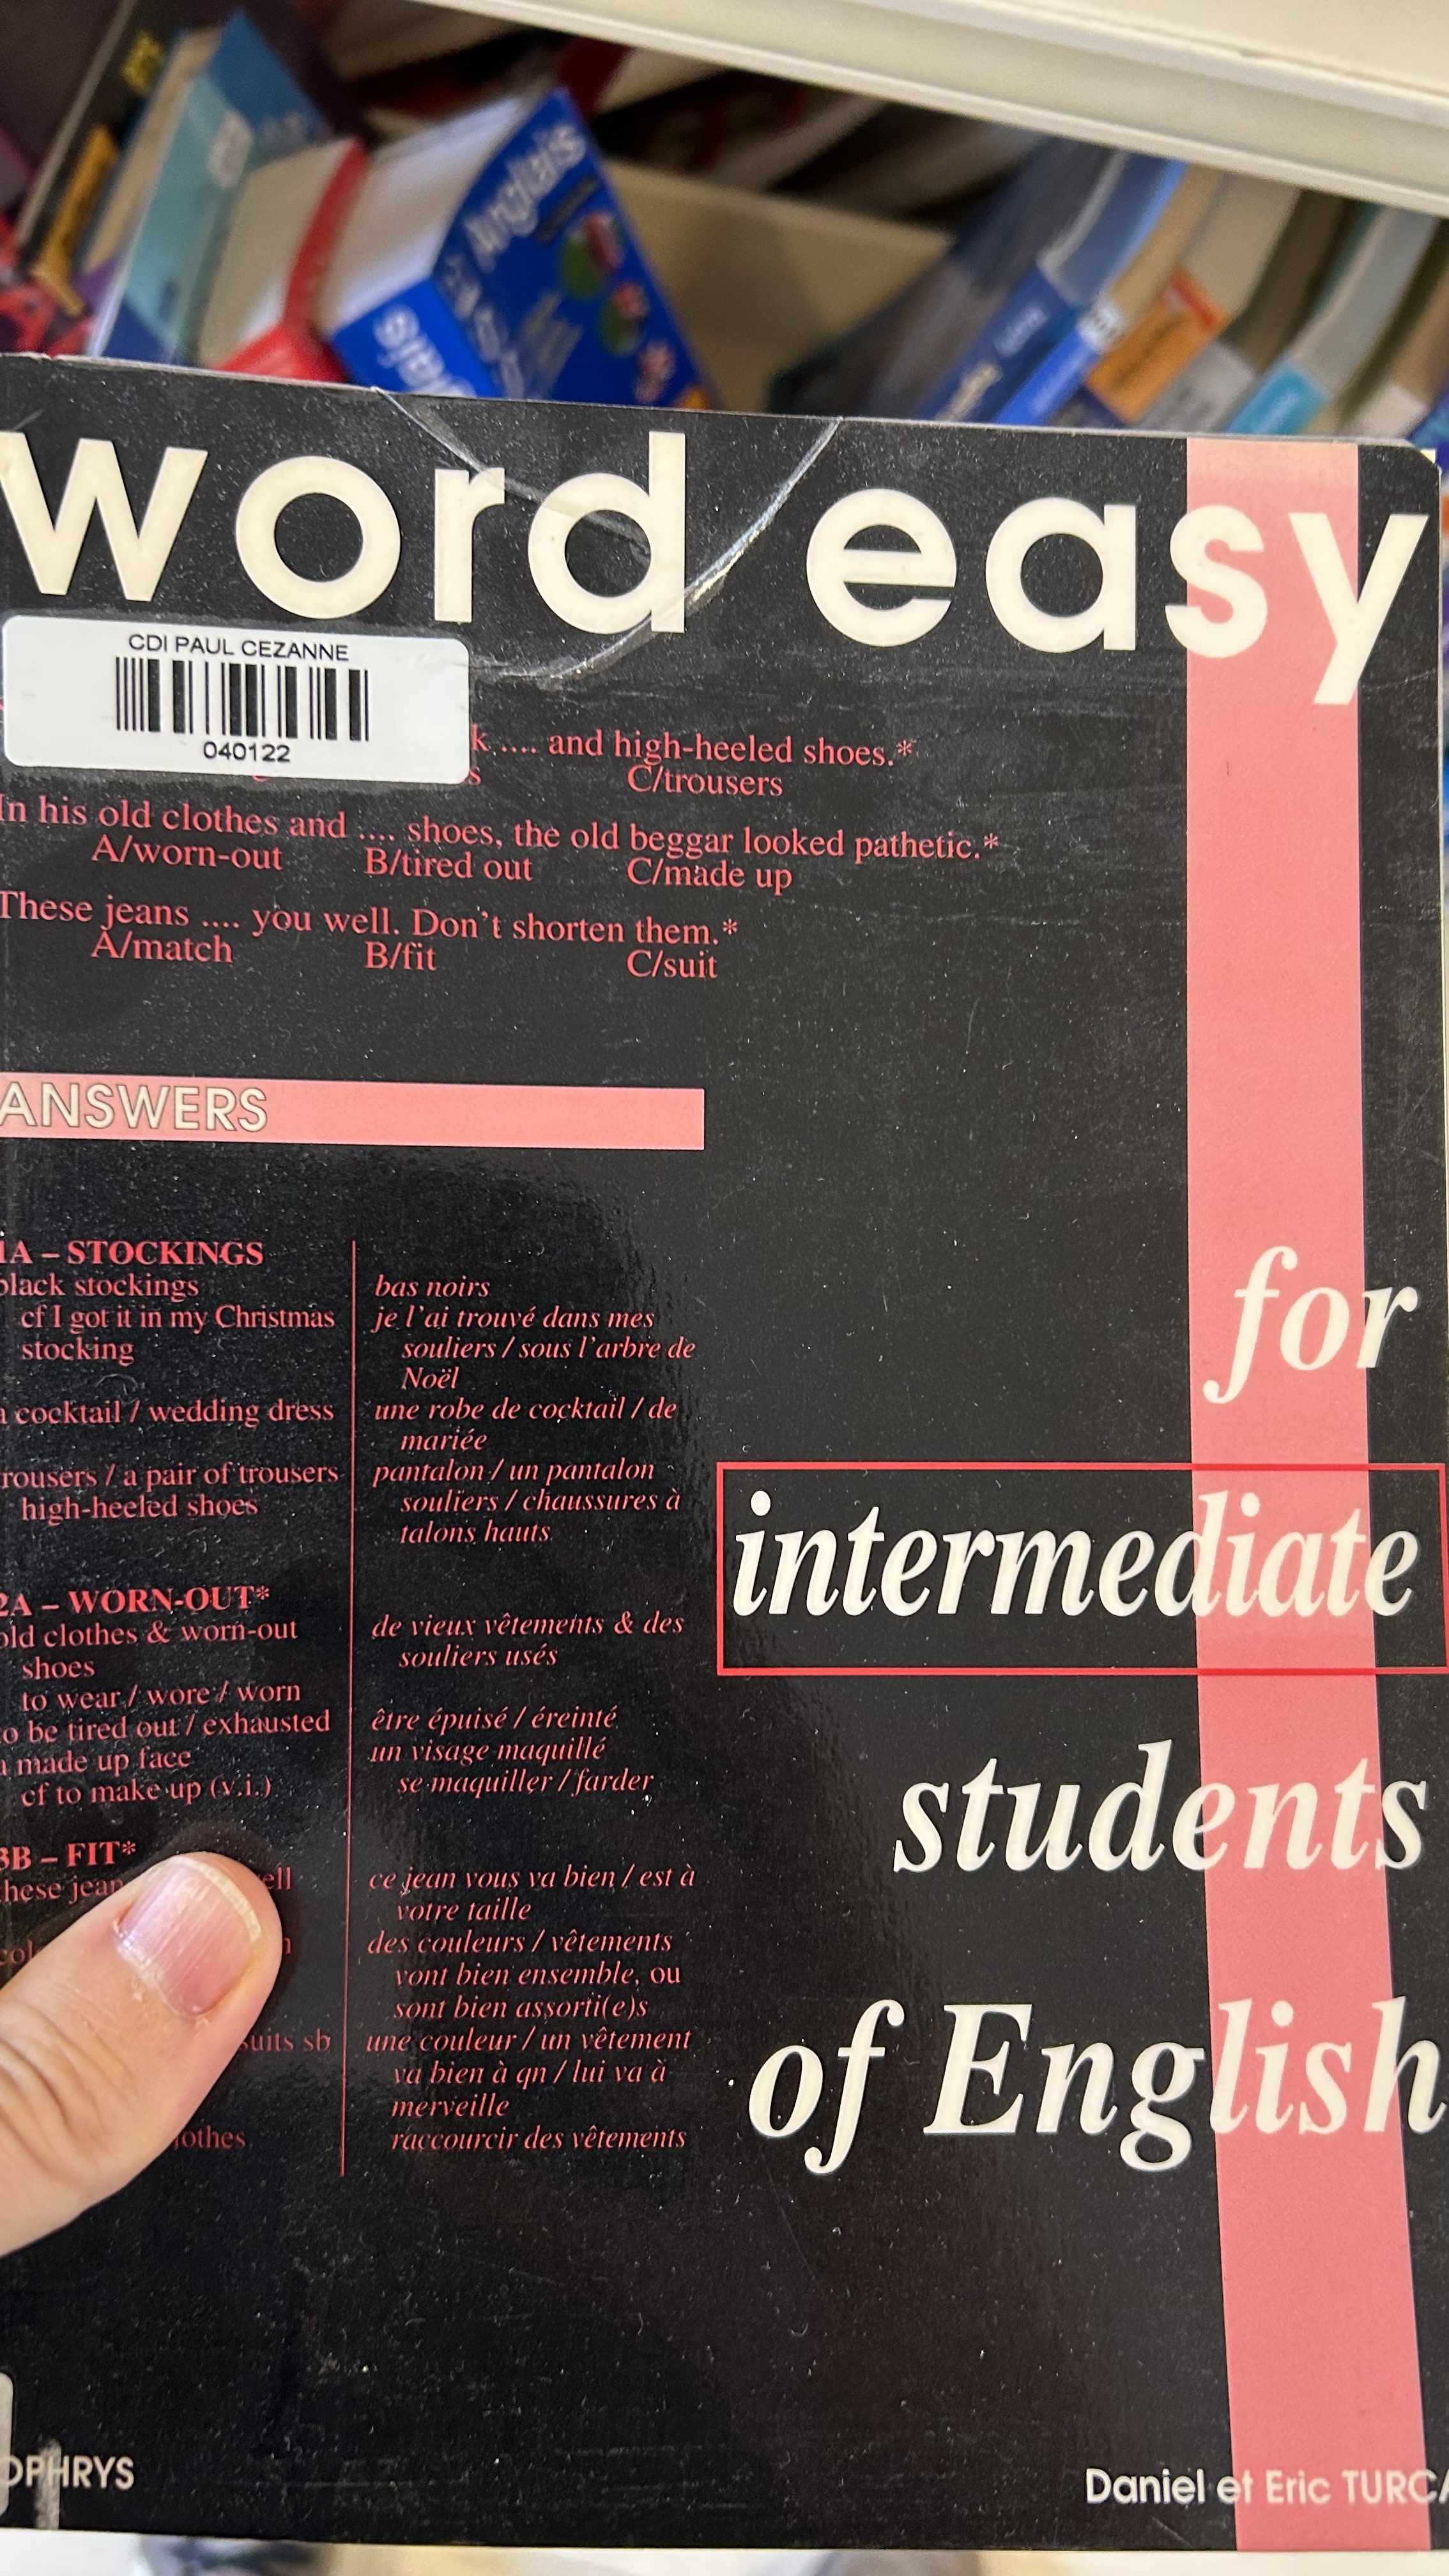 Anglais
word easy
CDI PAUL CEZANNE
040122
k .... and high-heeled shoes.*
s C/trousers
In his old clothes and .... shoes, the old beggar looked pathetic.*
A/worn-out B/tired out C/made up
These jeans .... you well. Don't shorten them.*
A/match B/fit C/suit
ANSWERS
1A – STOCKINGS
black stockings bas noirs
cf I got it in my Christmas je l'ai trouvé dans mes
stocking souliers / sous l'arbre de
Noël
a cocktail / wedding dress une robe de cocktail / de
mariée
trousers / a pair of trousers pantalon / un pantalon
high-heeled shoes souliers / chaussures à
talons hauts
2A – WORN-OUT*
old clothes & worn-out de vieux vêtements & des
shoes souliers usés
to wear / wore / worn
to be tired out / exhausted être épuisé / éreinté
a made up face un visage maquillé
cf to make up (v.i.) se maquiller / farder
3B – FIT*
these jean ell ce jean vous va bien / est à
votre taille
col n des couleurs / vêtements
vont bien ensemble, ou
sont bien assorti(e)s
suits sb une couleur / un vêtement
va bien à qn / lui va à
merveille
lothes raccourcir des vêtements
for
intermediate
students
of English
OPHRYS
Daniel et Eric TURCA